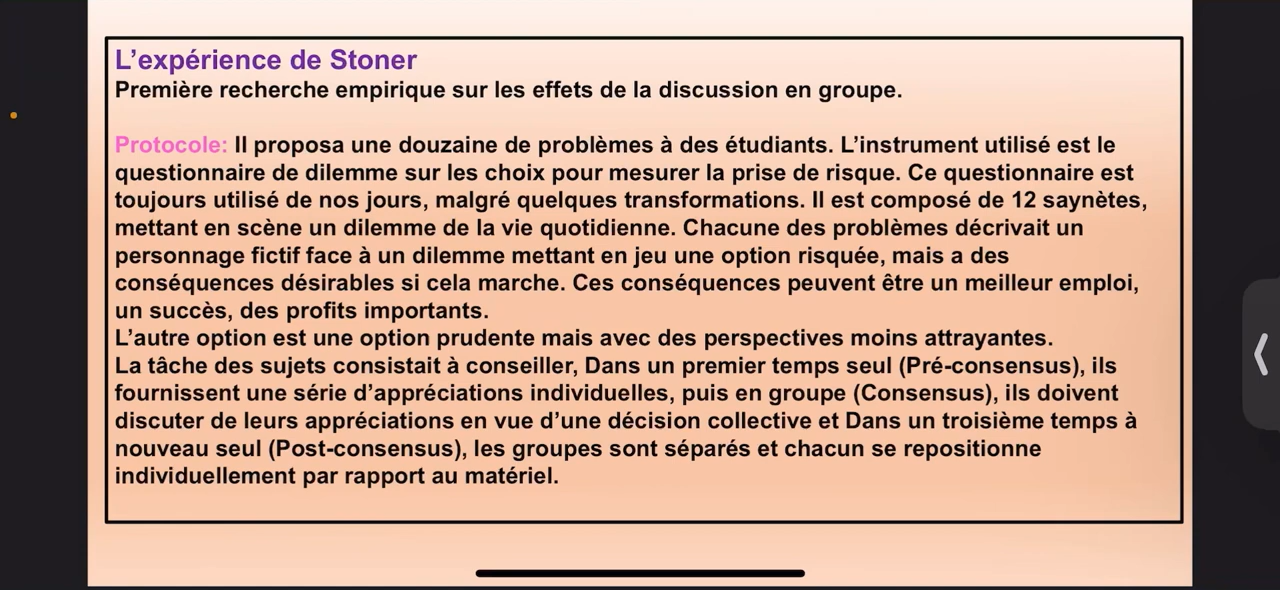 L’expérience de Stoner
Première recherche empirique sur les effets de la discussion en groupe.
Protocole: Il proposa une douzaine de problèmes à des étudiants. L’instrument utilisé est le
questionnaire de dilemme sur les choix pour mesurer la prise de risque. Ce questionnaire est
toujours utilisé de nos jours, malgré quelques transformations. Il est composé de 12 saynètes,
mettant en scène un dilemme de la vie quotidienne. Chacune des problèmes décrivait un
personnage fictif face à un dilemme mettant en jeu une option risquée, mais a des
conséquences désirables si cela marche. Ces conséquences peuvent être un meilleur emploi,
un succès, des profits importants.
L’autre option est une option prudente mais avec des perspectives moins attrayantes.
La tâche des sujets consistait à conseiller, Dans un premier temps seul (Pré-consensus), ils
fournissent une série d’appréciations individuelles, puis en groupe (Consensus), ils doivent
discuter de leurs appréciations en vue d’une décision collective et Dans un troisième temps à
nouveau seul (Post-consensus), les groupes sont séparés et chacun se repositionne
individuellement par rapport au matériel.